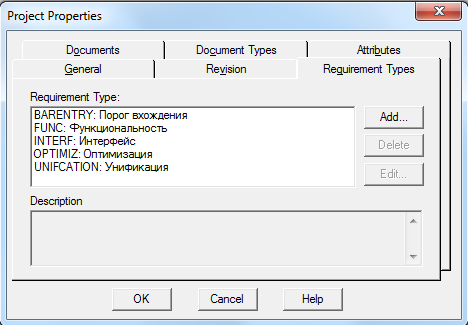 Project Properties
Documents
Document Types
Attributes
General
Revision
Requirement Types
Requirement Type:
BARENTRY: Порог вхождения
FUNC: Функциональность
INTERF: Интерфейс
OPTIMIZ: Оптимизация
UNIFCATION: Унификация
Add...
Delete
Edit...
Description
OK
Cancel
Help